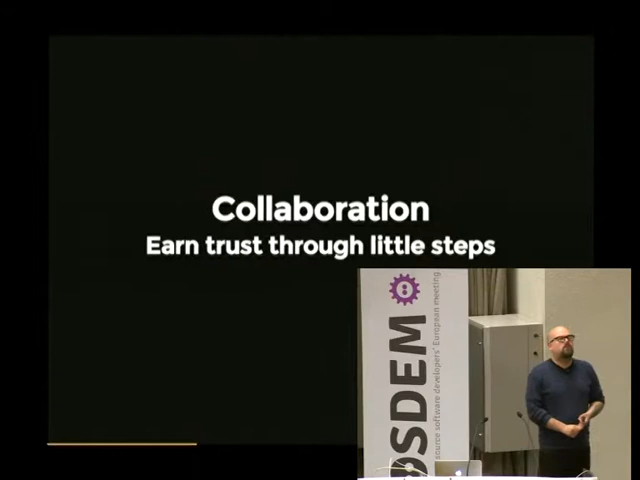 Collaboration
Earn trust through little steps
OSDEM
source software developers' European meeting